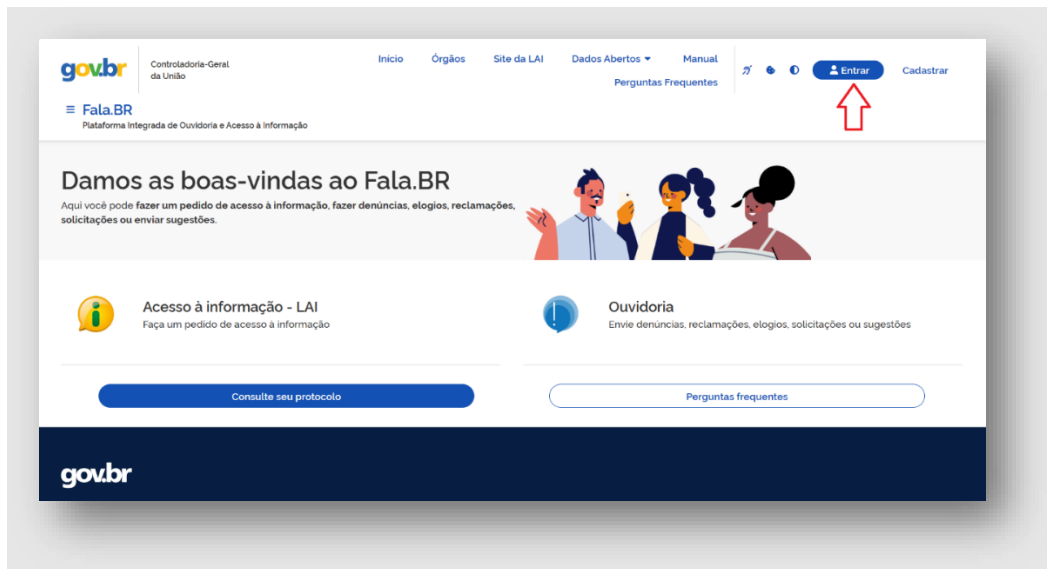 gov.br
Controladoria-Geral
da União
Início Órgãos Site da LAI Dados Abertos Manual
Perguntas Frequentes
Entrar Cadastrar
Fala.BR
Plataforma Integrada de Ouvidoria e Acesso à Informação
Damos as boas-vindas ao Fala.BR
Aqui você pode fazer um pedido de acesso à informação, fazer denúncias, elogios, reclamações,
solicitações ou enviar sugestões.
Acesso à informação - LAI
Faça um pedido de acesso à informação
Ouvidoria
Envie denúncias, reclamações, elogios, solicitações ou sugestões
Consulte seu protocolo
Perguntas frequentes
gov.br